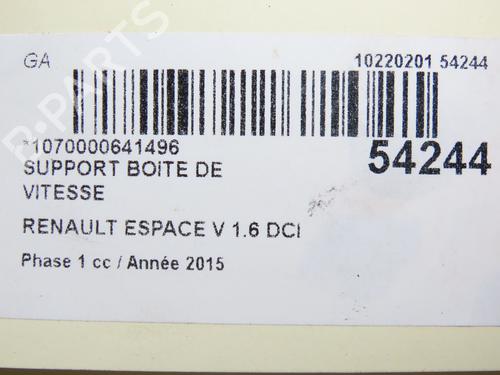 GA
10220201 54244
*1070000641496
54244
SUPPORT BOITE DE
VITESSE
RENAULT ESPACE V 1.6 DCI
Phase 1 cc / Année 2015
B-PARTS